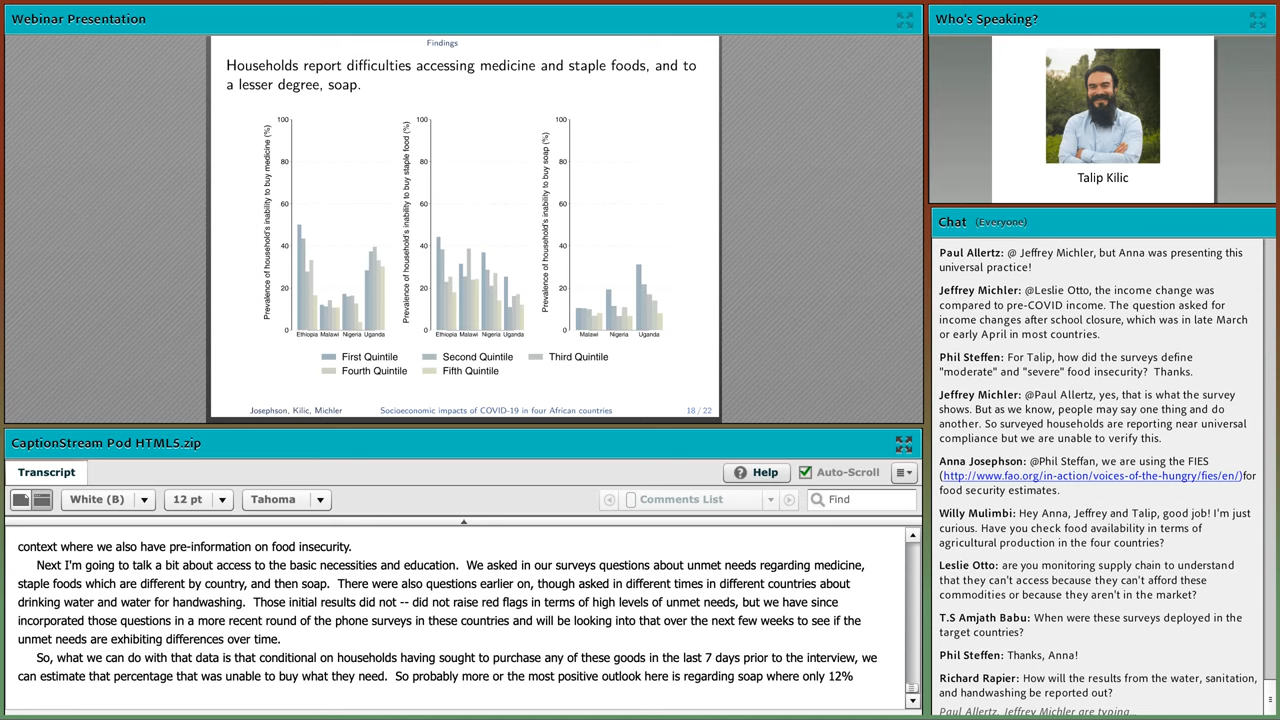 Webinar Presentation
Findings
Households report difficulties accessing medicine and staple foods, and to
a lesser degree, soap.
Prevalence of household's inability to buy medicine (%)
100
80
60
40
20
0
Ethiopia Malawi Nigeria Uganda
Prevalence of household's inability to buy staple food (%)
100
80
60
40
20
0
Ethiopia Malawi Nigeria Uganda
Prevalence of household's inability to buy soap (%)
100
80
60
40
20
0
Malawi Nigeria Uganda
First Quintile Second Quintile Third Quintile
Fourth Quintile Fifth Quintile
Josephson, Kilic, Michler Socioeconomic impacts of COVID-19 in four African countries 18 / 22
CaptionStream Pod HTML5.zip
Transcript
Help
Auto-Scroll
White (B)
12 pt
Tahoma
Comments List
Find
context where we also have pre-information on food insecurity.
Next I'm going to talk a bit about access to the basic necessities and education. We asked in our surveys questions about unmet needs regarding medicine,
staple foods which are different by country, and then soap. There were also questions earlier on, though asked in different times in different countries about
drinking water and water for handwashing. Those initial results did not -- did not raise red flags in terms of high levels of unmet needs, but we have since
incorporated those questions in a more recent round of the phone surveys in these countries and will be looking into that over the next few weeks to see if the
unmet needs are exhibiting differences over time.
So, what we can do with that data is that conditional on households having sought to purchase any of these goods in the last 7 days prior to the interview, we
can estimate that percentage that was unable to buy what they need. So probably more or the most positive outlook here is regarding soap where only 12%
Who's Speaking?
Talip Kilic
Chat (Everyone)
Paul Allertz: @ Jeffrey Michler, but Anna was presenting this
universal practice!
Jeffrey Michler: @Leslie Otto, the income change was
compared to pre-COVID income. The question asked for
income changes after school closure, which was in late March
or early April in most countries.
Phil Steffen: For Talip, how did the surveys define
"moderate" and "severe" food insecurity? Thanks.
Jeffrey Michler: @Paul Allertz, yes, that is what the survey
shows. But as we know, people may say one thing and do
another. So surveyed households are reporting near universal
compliance but we are unable to verify this.
Anna Josephson: @Phil Steffan, we are using the FIES
(http://www.fao.org/in-action/voices-of-the-hungry/fies/en/)for
food security estimates.
Willy Mulimbi: Hey Anna, Jeffrey and Talip, good job! I'm just
curious. Have you check food availability in terms of
agricultural production in the four countries?
Leslie Otto: are you monitoring supply chain to understand
that they can't access because they can't afford these
commodities or because they aren't in the market?
T.S Amjath Babu: When were these surveys deployed in the
target countries?
Phil Steffen: Thanks, Anna!
Richard Rapier: How will the results from the water, sanitation,
and handwashing be reported out?
Paul Allertz, Jeffrey Michler are typing